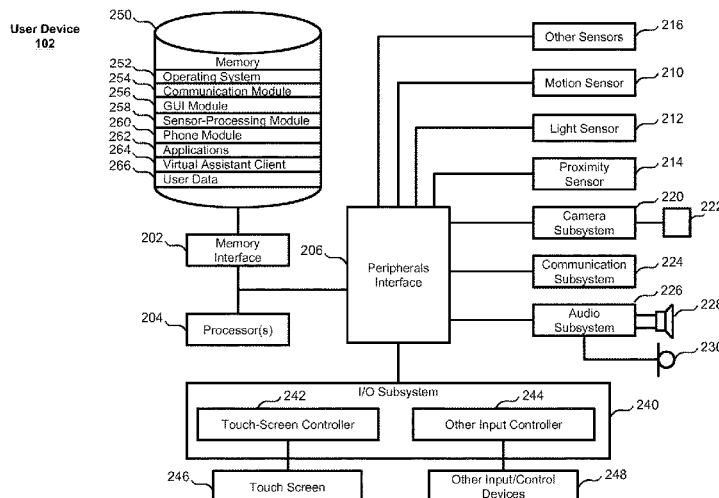 User Device
102
250
Memory
252
Operating System
254
Communication Module
256
GUI Module
258
Sensor-Processing Module
260
Phone Module
262
Applications
264
Virtual Assistant Client
266
User Data
202
Memory
Interface
204
Processor(s)
206
Peripherals
Interface
Other Sensors
216
Motion Sensor
210
Light Sensor
212
Proximity
Sensor
214
Camera
Subsystem
220
222
Communication
Subsystem
224
Audio
Subsystem
226
228
230
I/O Subsystem
240
242
Touch-Screen Controller
244
Other Input Controller
246
Touch Screen
Other Input/Control
Devices
248